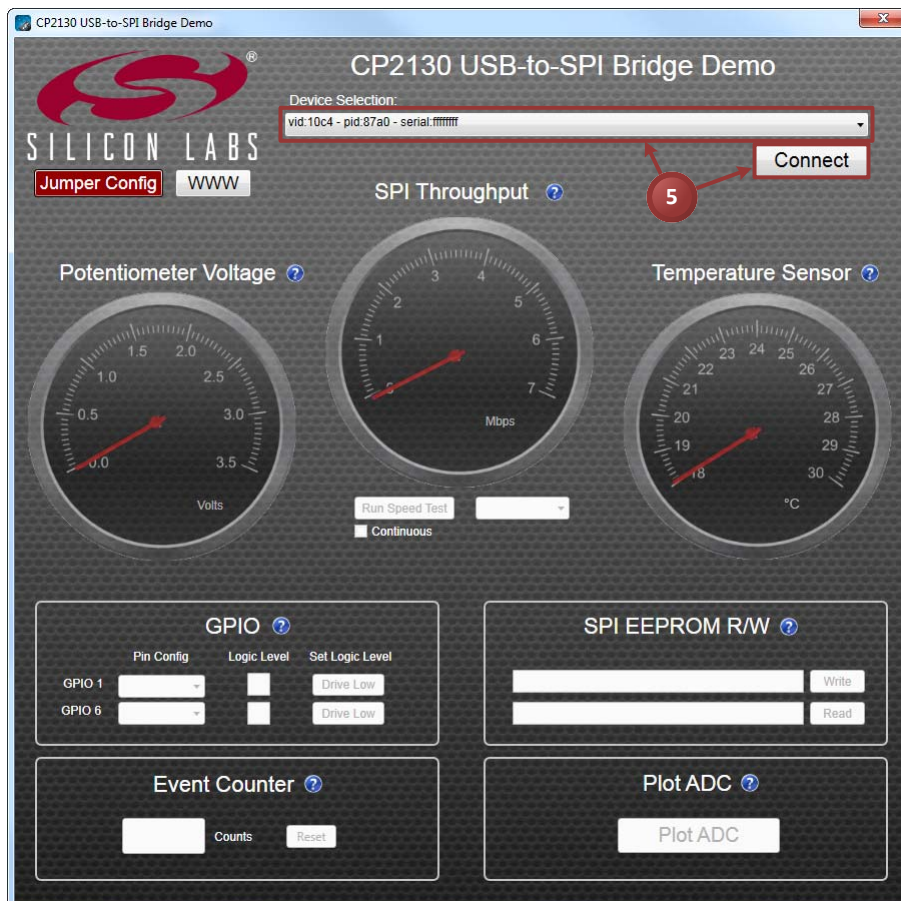 CP2130 USB-to-SPI Bridge Demo
x
®
CP2130 USB-to-SPI Bridge Demo
Device Selection:
vid:10c4 - pid:87a0 - serial:ffffffff
SILICON LABS
Connect
Jumper Config WWW
5
SPI Throughput ?
Potentiometer Voltage ?
Temperature Sensor ?
0.0 0.5 1.0 1.5 2.0 2.5 3.0 3.5
Volts
0 1 2 3 4 5 6 7
Mbps
18 19 20 21 22 23 24 25 26 27 28 29 30
°C
Run Speed Test
Continuous
GPIO ?
Pin Config Logic Level Set Logic Level
GPIO 1 Drive Low
GPIO 6 Drive Low
SPI EEPROM R/W ?
Write
Read
Event Counter ?
Counts Reset
Plot ADC ?
Plot ADC